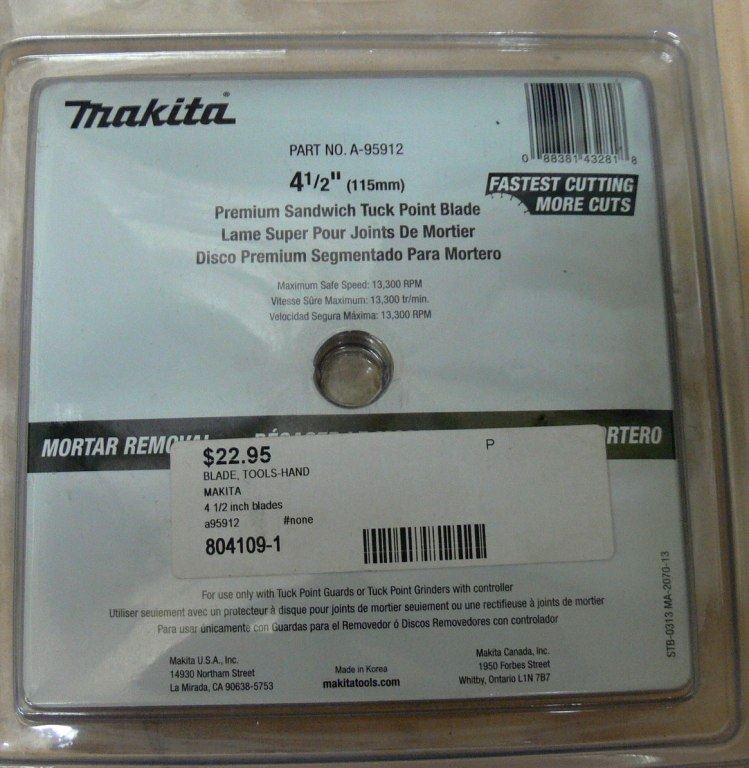 Makita®
PART NO. A-95912
0 88381 43281 8
4 1/2" (115mm)
FASTEST CUTTING
MORE CUTS
Premium Sandwich Tuck Point Blade
Lame Super Pour Joints De Mortier
Disco Premium Segmentado Para Mortero
Maximum Safe Speed: 13,300 RPM
Vitesse Sûre Maximum: 13,300 tr/min.
Velocidad Segura Máxima: 13,300 RPM
MORTAR REMOVAL
RTERO
$22.95
P
BLADE, TOOLS-HAND
MAKITA
4 1/2 inch blades
a95912 #none
804109-1
For use only with Tuck Point Guards or Tuck Point Grinders with controller
Utiliser seulement avec un protecteur à disque pour joints de mortier seulement ou une rectifieuse à joints de mortier
Para usar únicamente con Guardas para el Removedor ó Discos Removedores con controlador
STB-0313 MA-2070-13
Makita U.S.A., Inc.
14930 Northam Street
La Mirada, CA 90638-5753
Made in Korea
makitatools.com
Makita Canada, Inc.
1950 Forbes Street
Whitby, Ontario L1N 7B7